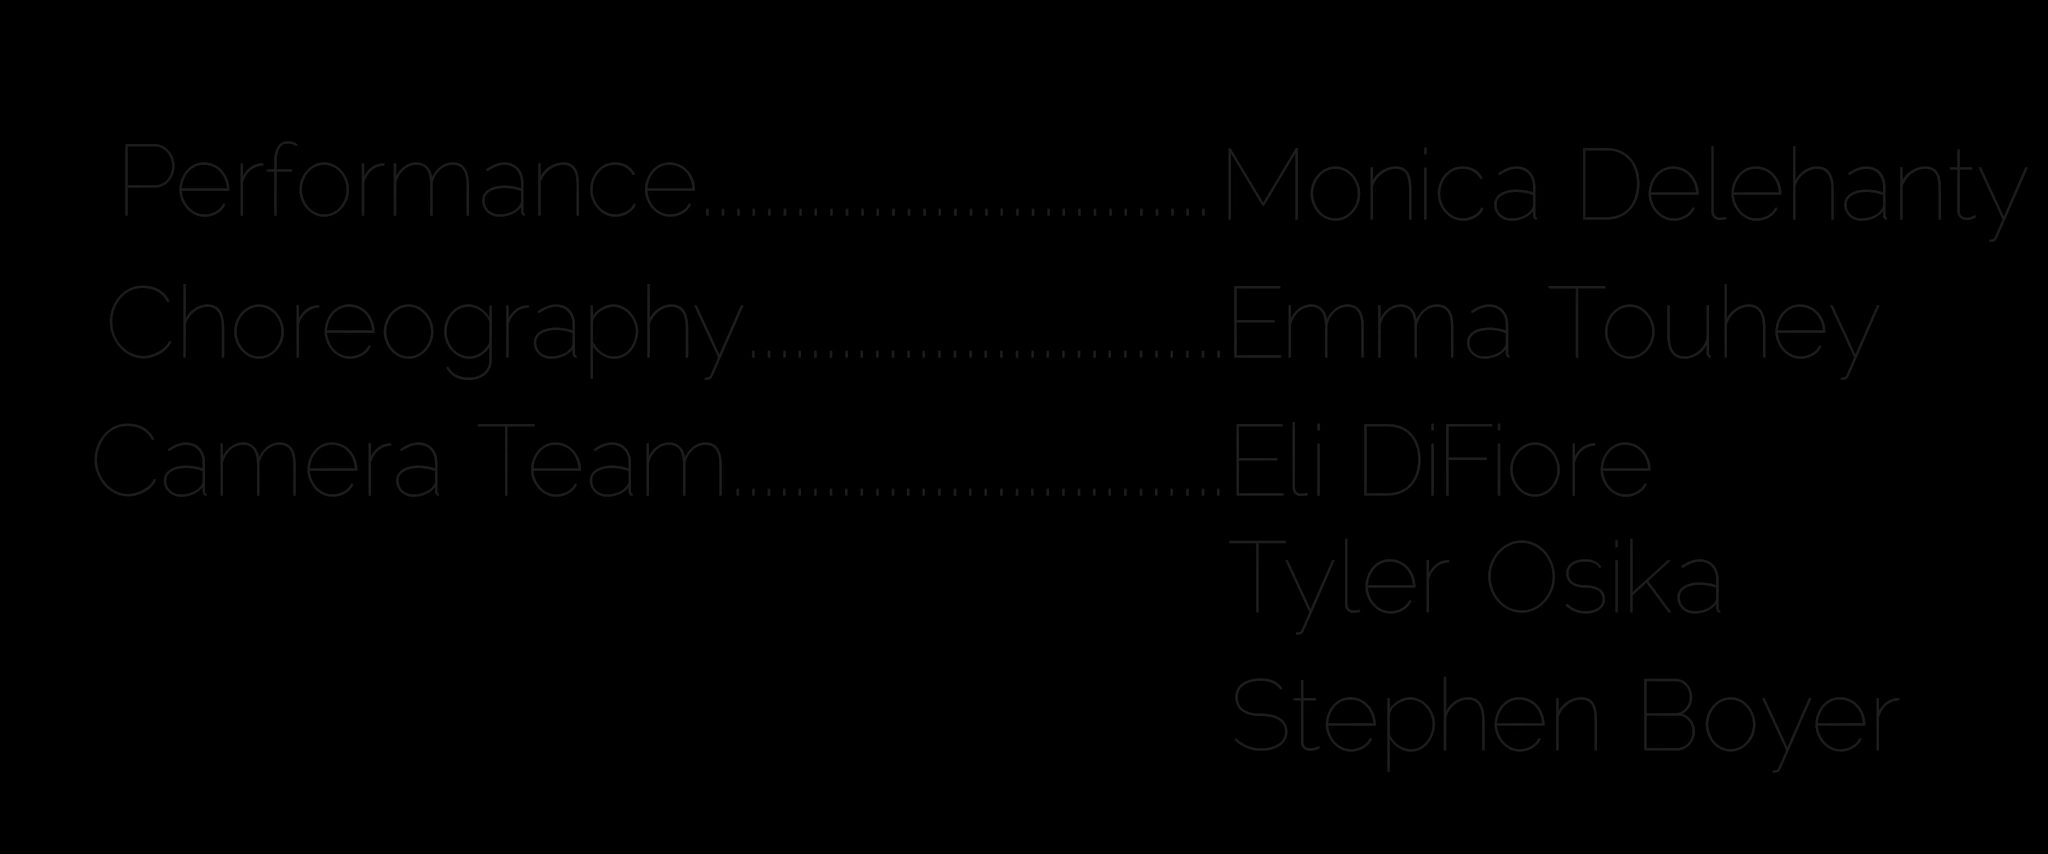 Performance.................................Monica Delehanty
Choreography...............................Emma Touhey
Camera Team................................Eli DiFiore
Tyler Osika
Stephen Boyer